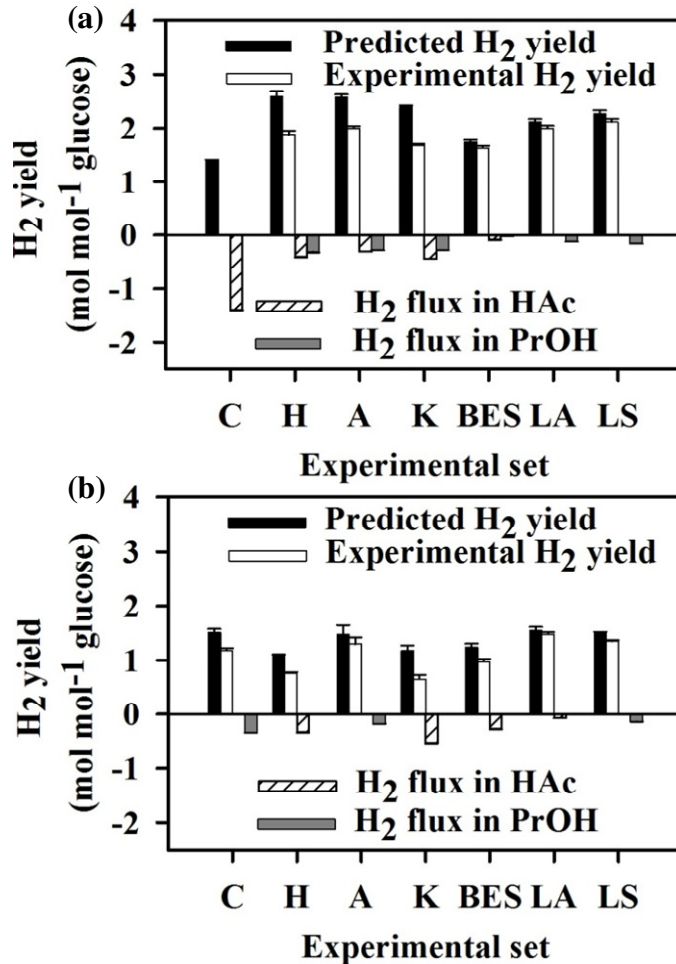 (a)
4
Predicted H2 yield
3
Experimental H2 yield
2
1
0
-1
H2 flux in HAc
-2
H2 flux in PrOH
H2 yield
(mol mol-1 glucose)
C H A K BES LA LS
Experimental set
(b)
4
Predicted H2 yield
3
Experimental H2 yield
2
1
0
-1
H2 flux in HAc
-2
H2 flux in PrOH
H2 yield
(mol mol-1 glucose)
C H A K BES LA LS
Experimental set